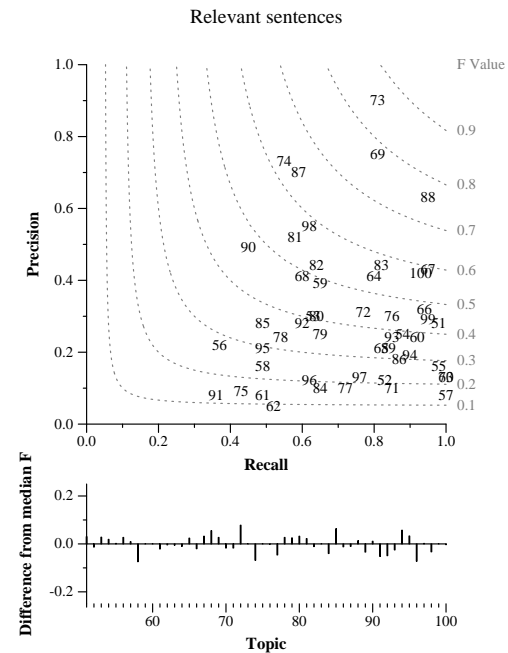 Relevant sentences
1.0 F Value
73
0.9
0.8 69
74
87
0.8
88
0.7
0.6 98
81
90
82 83 67 0.6
68 64 100
0.4 59
0.5
72 66
85 92 80 76 99 51
78 79 93 54 60 0.4
56 95 89
0.2 86 94
58 55 0.3
96 97 52
91 75 61 84 77 71 0.2
57
62 0.1
0.0
0.0 0.2 0.4 0.6 0.8 1.0
Recall
Precision
0.2
0.0
-0.2
60 70 80 90 100
Topic
Difference from median F